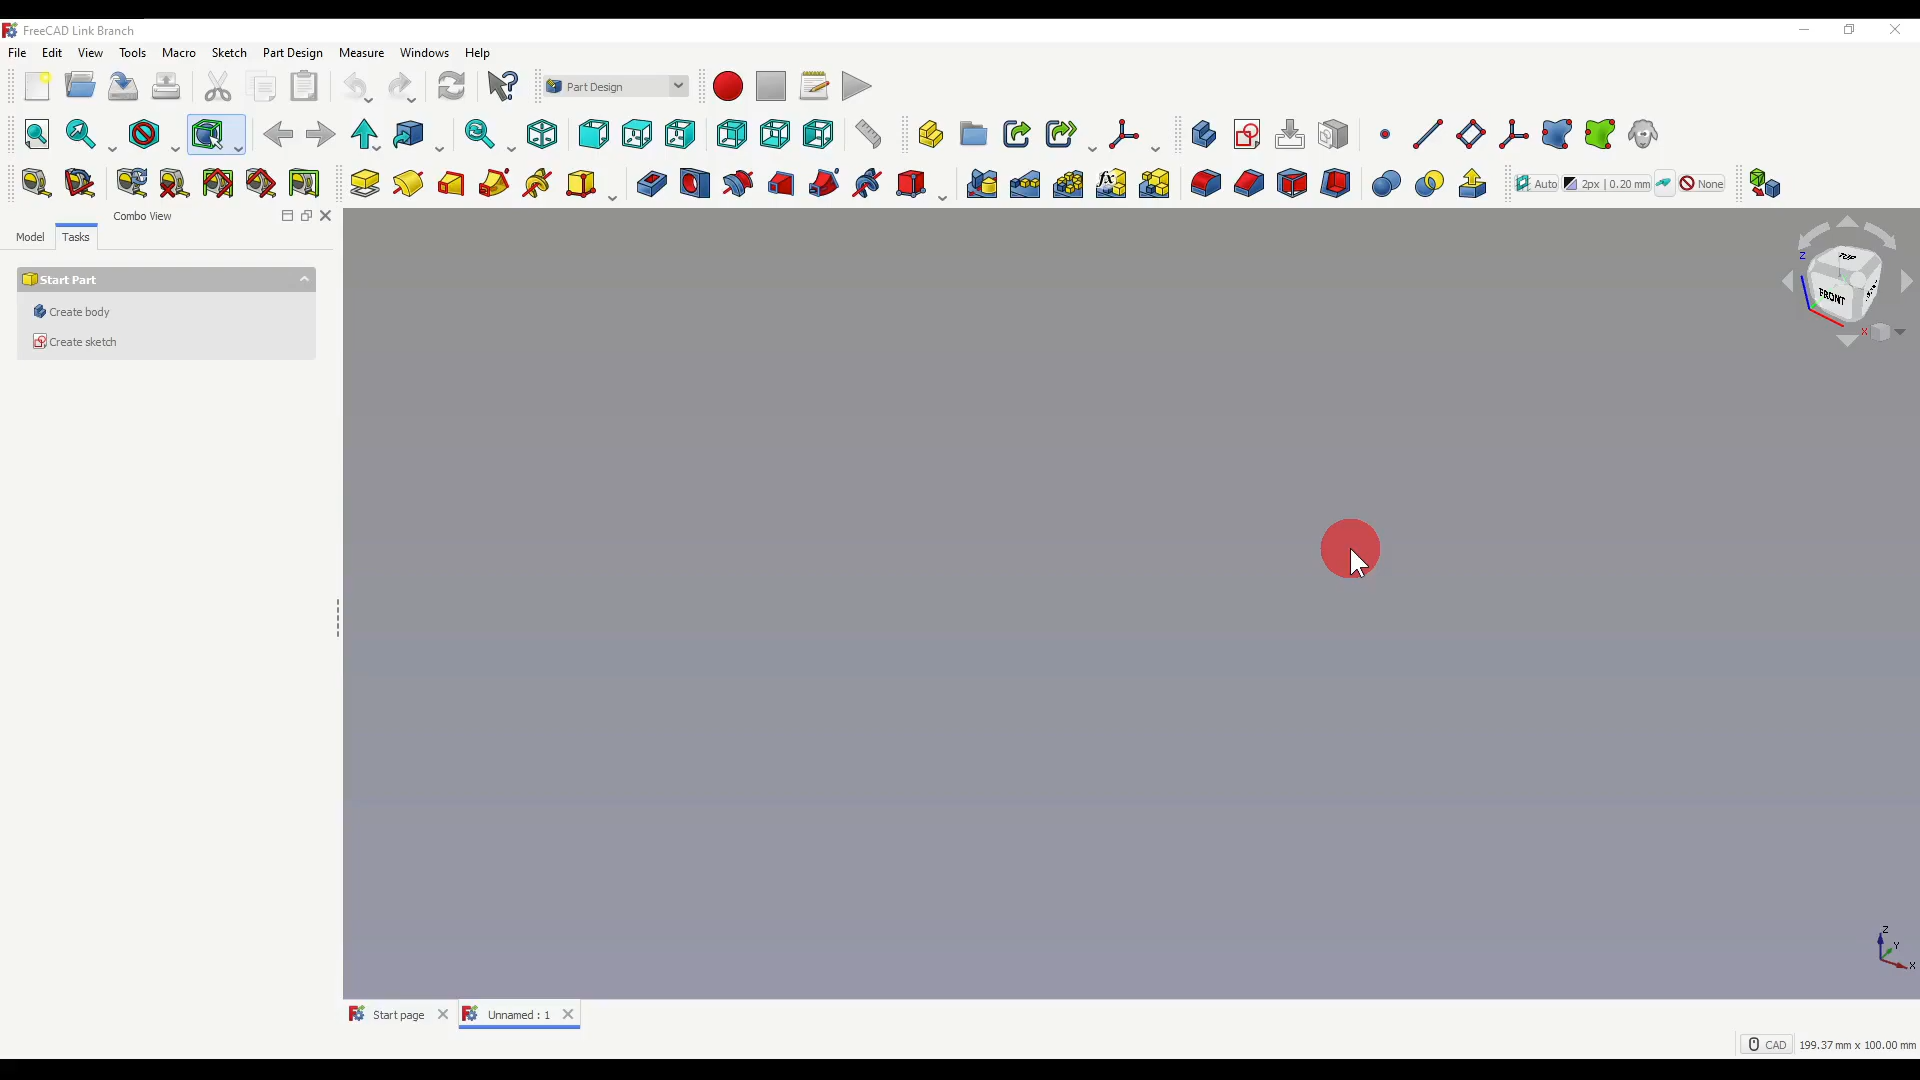 FreeCAD Link Branch
File Edit View Tools Macro Sketch Part Design Measure Windows Help
Part Design
Auto 2px | 0.20 mm None
Combo View
Model Tasks
Start Part
Create body
Create sketch
TOP
Z
FRONT
X
Z
Y
X
Start page Unnamed : 1
CAD 199.37 mm x 100.00 mm